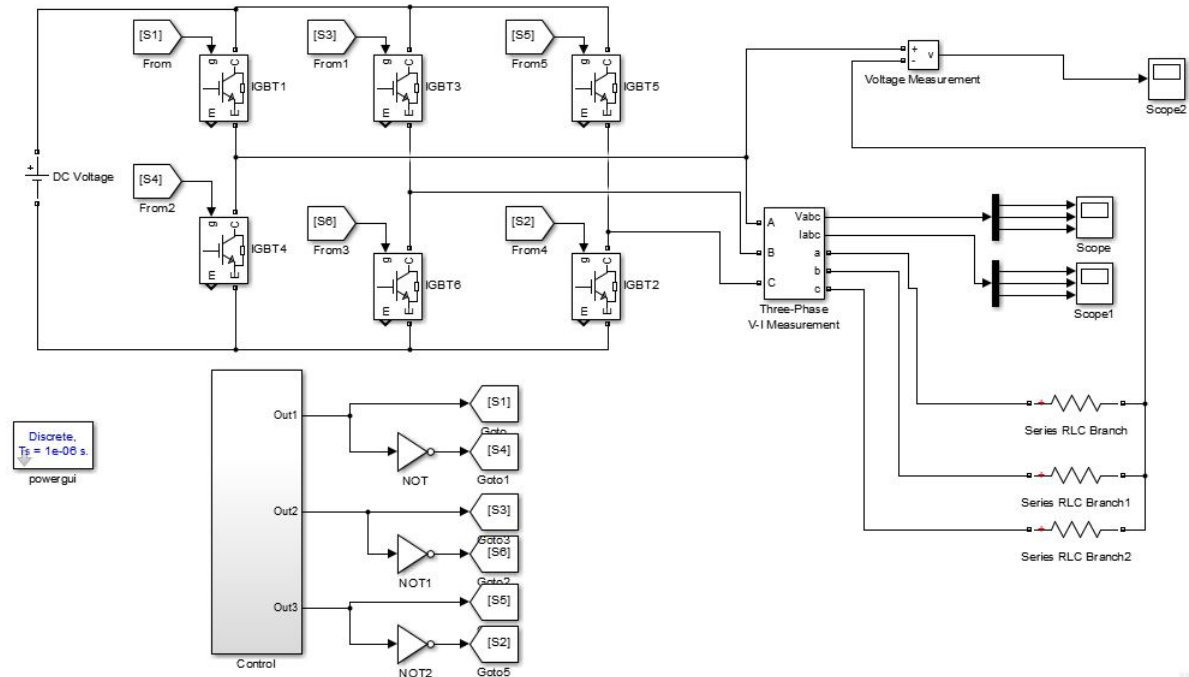 [S1]
From
g
C
m
E
IGBT1
[S3]
From1
g
C
m
E
IGBT3
[S5]
From5
g
C
m
E
IGBT5
+
-
v
Voltage Measurement
Scope2
+
DC Voltage
[S4]
From2
g
C
m
E
IGBT4
[S6]
From3
g
C
m
E
IGBT6
[S2]
From4
g
C
m
E
IGBT2
A
B
C
Vabc
Iabc
a
b
c
Three-Phase
V-I Measurement
Scope
Scope1
Discrete,
Ts = 1e-06 s.
powergui
Out1
Out2
Out3
Control
[S1]
Goto
[S4]
NOT
Goto1
[S3]
Goto3
[S6]
NOT1
Goto2
[S5]
[S2]
NOT2
Goto5
+
Series RLC Branch
+
Series RLC Branch1
+
Series RLC Branch2